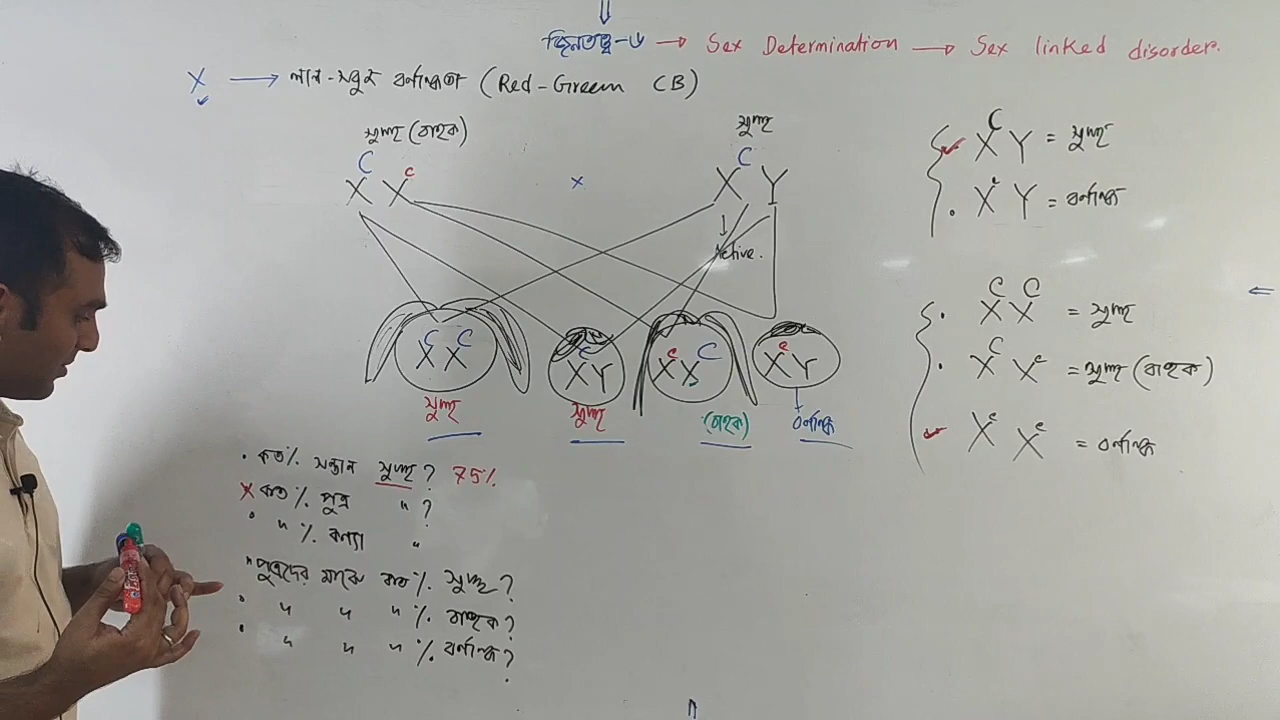 জিনতত্ত্ব-৬ → Sex Determination → Sex linked disorder.
X → লাল-সবুজ বর্ণান্ধতা (Red-Green CB)
সুস্থ (বাহক)
সুস্থ
X^C X^c × X^C Y
Active.
X^C X^C
X^C Y
X^c X^C
X^c Y
সুস্থ
সুস্থ
(বাহক)
বর্ণান্ধ
• কত% সন্তান সুস্থ? 75%
× কত% পুত্র " ?
• " % কন্যা "
" পুত্রদের মাঝে কত % সুস্থ?
• " " " % বাহক?
• " " " % বর্ণান্ধ?
X^C Y = সুস্থ
• X^c Y = বর্ণান্ধ
• X^C X^C = সুস্থ
• X^C X^c = সুস্থ (বাহক)
X^c X^c = বর্ণান্ধ